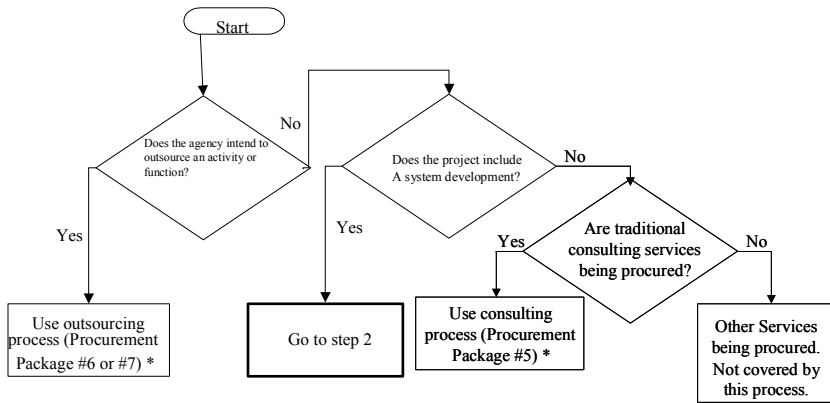 Start
No
Does the agency intend to
outsource an activity or
function?
Does the project include
A system development?
No
Yes
Yes
Are traditional
consulting services
being procured?
Yes
No
Use outsourcing
process (Procurement
Package #6 or #7) *
Go to step 2
Use consulting
process (Procurement
Package #5) *
Other Services
being procured.
Not covered by
this process.